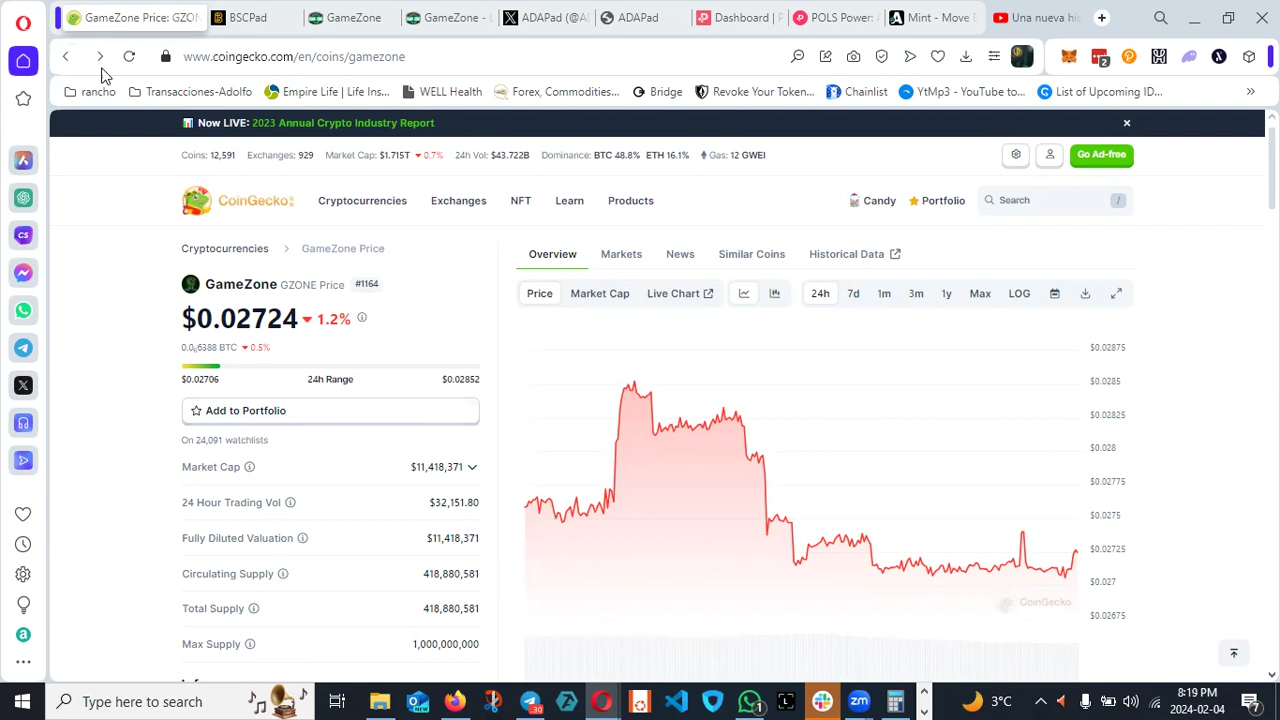 GameZone Price: GZON
BSCPad
GameZone
GameZone - L
ADAPad (@A
ADAPad
Dashboard | P
POLS Power: A
Mint - Move E
Una nueva his
www.coingecko.com/en/coins/gamezone
2
rancho
Transacciones-Adolfo
Empire Life | Life Ins...
WELL Health
Forex, Commodities...
Bridge
Revoke Your Token...
Chainlist
YtMp3 - YouTube to...
List of Upcoming ID...
Now LIVE: 2023 Annual Crypto Industry Report
Coins: 12,591 Exchanges: 929 Market Cap: $1.715T 0.7% 24h Vol: $43.722B Dominance: BTC 48.8% ETH 16.1% Gas: 12 GWEI
Go Ad-free
CoinGecko
Cryptocurrencies Exchanges NFT Learn Products
Candy Portfolio Search /
Cryptocurrencies > GameZone Price
GameZone GZONE Price #1164
$0.02724 1.2%
0.0₆6388 BTC 0.5%
$0.02706 24h Range $0.02852
Add to Portfolio
On 24,091 watchlists
Market Cap $11,418,371
24 Hour Trading Vol $32,151.80
Fully Diluted Valuation $11,418,371
Circulating Supply 418,880,581
Total Supply 418,880,581
Max Supply 1,000,000,000
Overview Markets News Similar Coins Historical Data
Price Market Cap Live Chart 24h 7d 1m 3m 1y Max LOG
$0.02875
$0.0285
$0.02825
$0.028
$0.02775
$0.0275
$0.02725
$0.027
$0.02675
CoinGecko
Type here to search
30
1
3°C
8:19 PM
2024-02-04
7